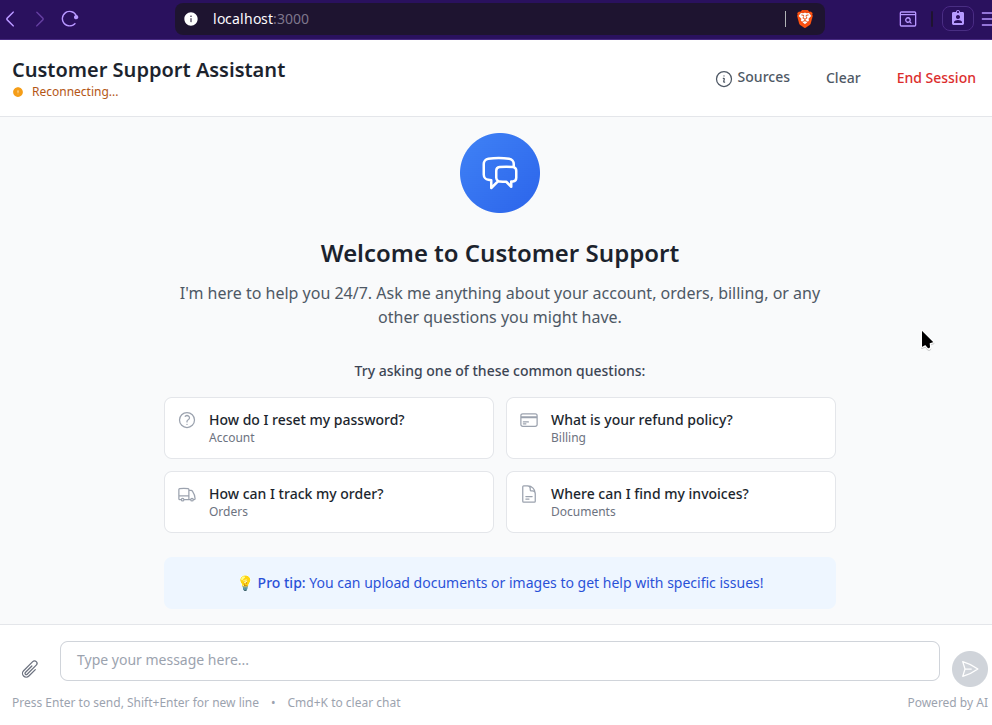 localhost:3000
Customer Support Assistant
Reconnecting...
Sources
Clear
End Session
Welcome to Customer Support
I'm here to help you 24/7. Ask me anything about your account, orders, billing, or any
other questions you might have.
Try asking one of these common questions:
How do I reset my password?
Account
What is your refund policy?
Billing
How can I track my order?
Orders
Where can I find my invoices?
Documents
💡 Pro tip: You can upload documents or images to get help with specific issues!
Type your message here...
Press Enter to send, Shift+Enter for new line • Cmd+K to clear chat
Powered by AI